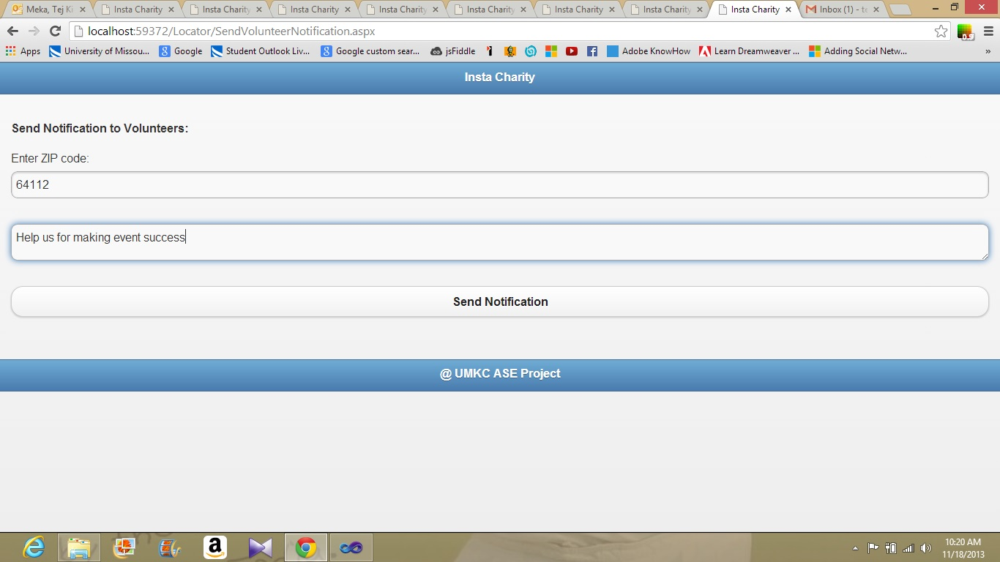 Meka, Tej Ki
Insta Charity
Insta Charity
Insta Charity
Insta Charity
Insta Charity
Insta Charity
Insta Charity
Insta Charity
Inbox (1) - te
localhost:59372/Locator/SendVolunteerNotification.aspx
0.9
Apps
University of Missou...
Google
Student Outlook Liv...
Google custom sear...
jsFiddle
Adobe KnowHow
Learn Dreamweaver ...
Adding Social Netw...
»
Insta Charity
Send Notification to Volunteers:
Enter ZIP code:
64112
Help us for making event success
Send Notification
@ UMKC ASE Project
10:20 AM
11/18/2013